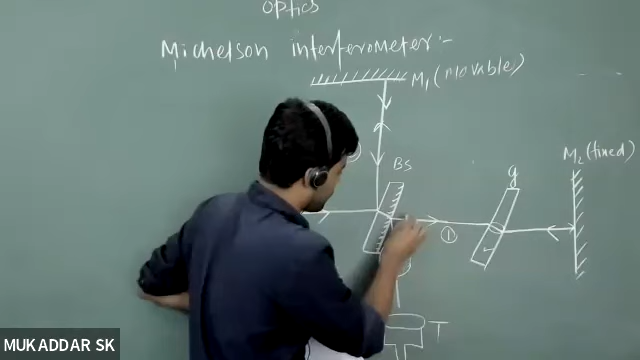 Optics
Michelson interferometer:-
M₁(movable)
BS
g
M₂(fixed)
①
T
MUKADDAR SK